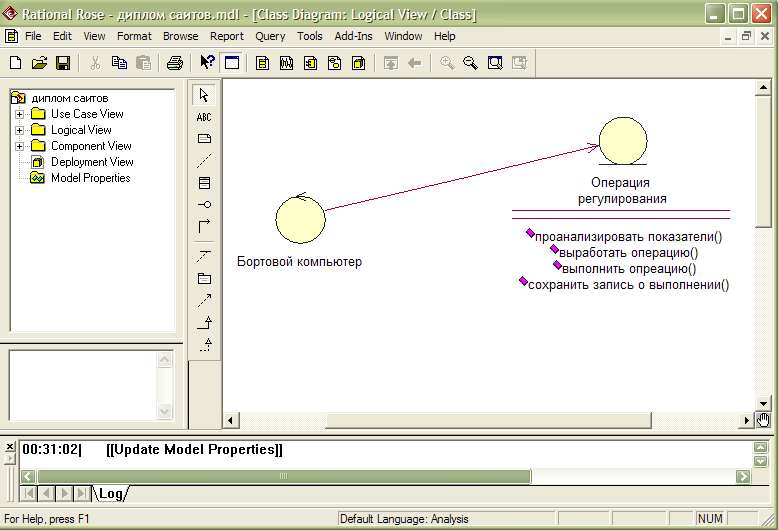 Rational Rose - диплом саитов.mdl - [Class Diagram: Logical View / Class]
File Edit View Format Browse Report Query Tools Add-Ins Window Help
ABC
диплом саитов
Use Case View
Logical View
Component View
Deployment View
Model Properties
Операция
регулирования
Бортовой компьютер
проанализировать показатели()
выработать операцию()
выполнить опреацию()
сохранить запись о выполнении()
00:31:02| [[Update Model Properties]]
Log
For Help, press F1 Default Language: Analysis NUM